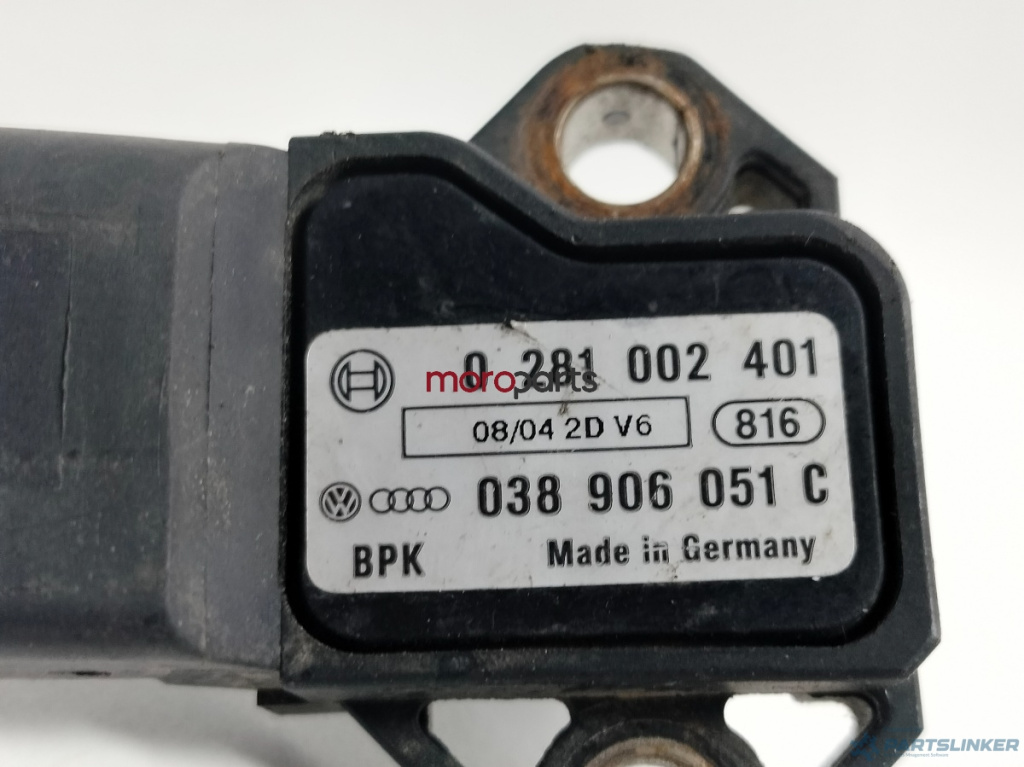 0 281 002 401
moroparts
08/04 2D V6
816
038 906 051 C
BPK
Made in Germany
PARTSLINKER